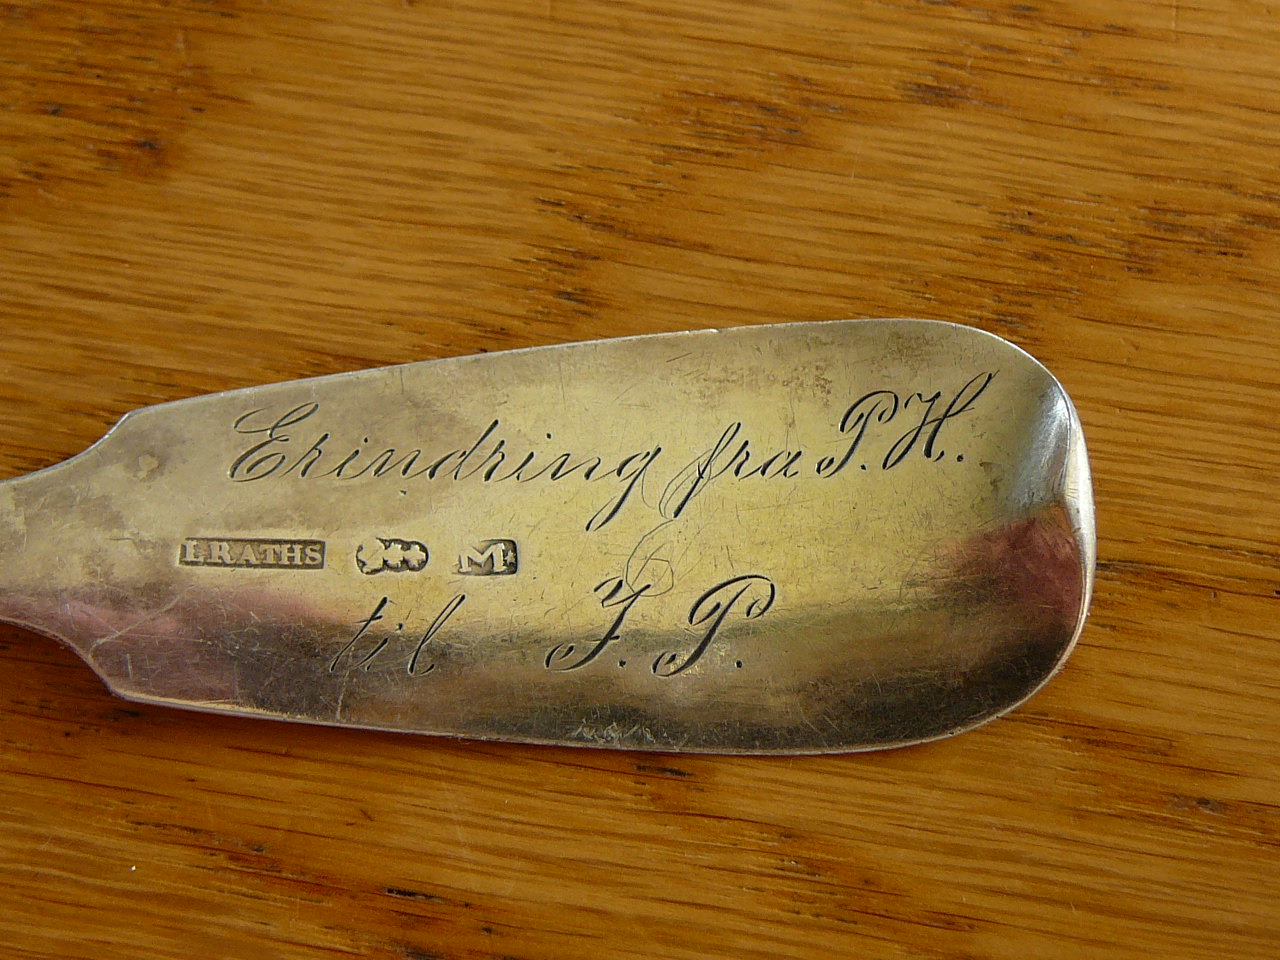 Erindring fra P.H.
I.RATHS M
til J. P.